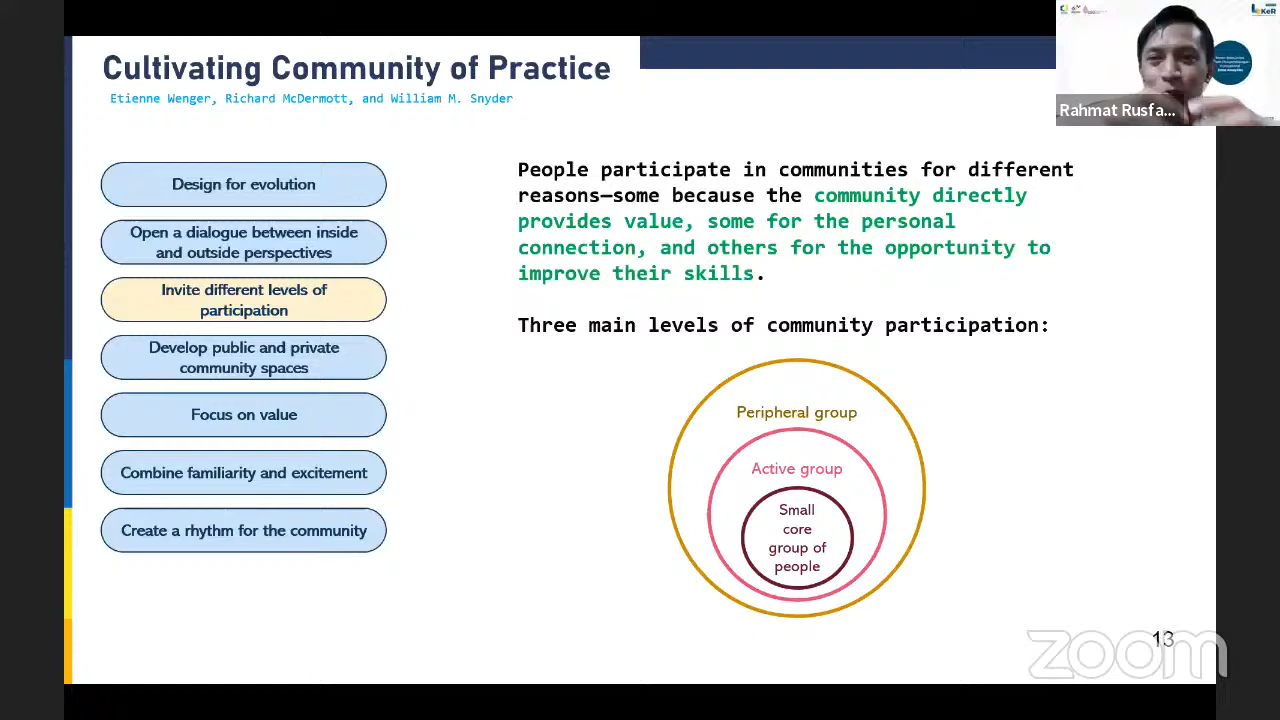 Cultivating Community of Practice
Etienne Wenger, Richard McDermott, and William M. Snyder
Rahmat Rusfa...
Design for evolution
Open a dialogue between inside
and outside perspectives
Invite different levels of
participation
Develop public and private
community spaces
Focus on value
Combine familiarity and excitement
Create a rhythm for the community
People participate in communities for different
reasons—some because the community directly
provides value, some for the personal
connection, and others for the opportunity to
improve their skills.
Three main levels of community participation:
Peripheral group
Active group
Small
core
group of
people
13
zoom